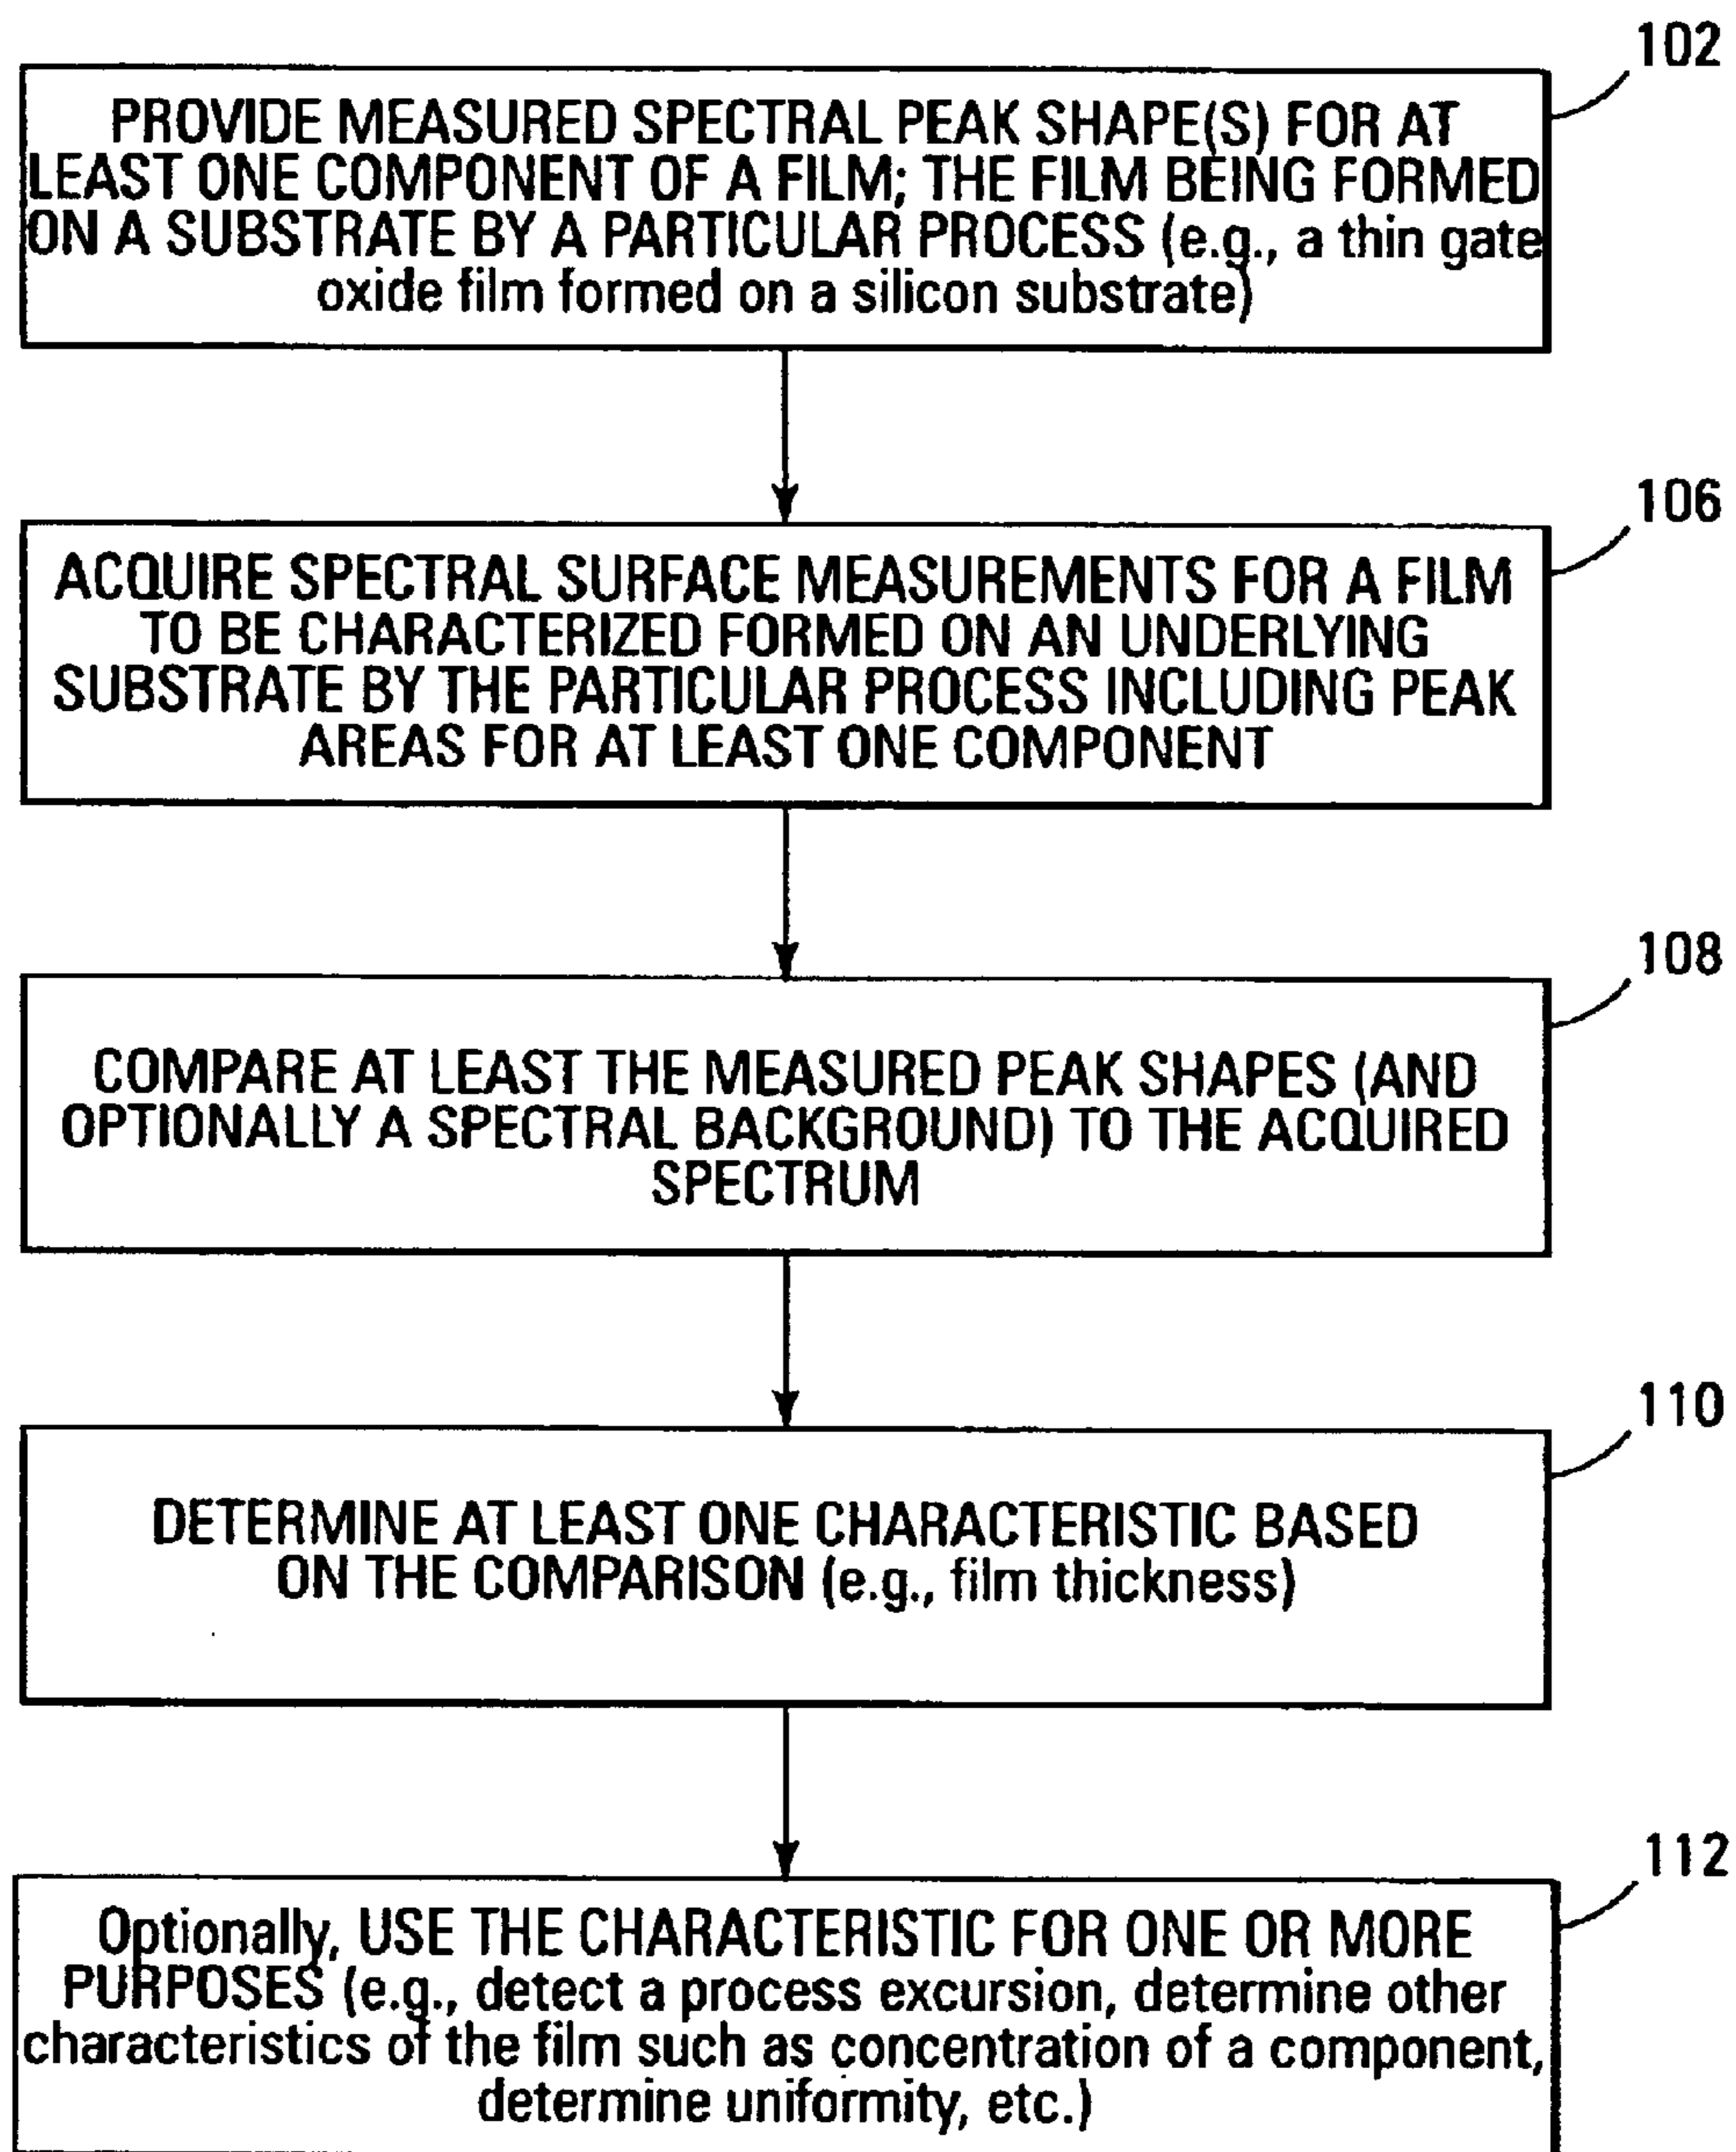 102
PROVIDE MEASURED SPECTRAL PEAK SHAPE(S) FOR AT
LEAST ONE COMPONENT OF A FILM; THE FILM BEING FORMED
ON A SUBSTRATE BY A PARTICULAR PROCESS (e.g., a thin gate
oxide film formed on a silicon substrate)
106
ACQUIRE SPECTRAL SURFACE MEASUREMENTS FOR A FILM
TO BE CHARACTERIZED FORMED ON AN UNDERLYING
SUBSTRATE BY THE PARTICULAR PROCESS INCLUDING PEAK
AREAS FOR AT LEAST ONE COMPONENT
108
COMPARE AT LEAST THE MEASURED PEAK SHAPES (AND
OPTIONALLY A SPECTRAL BACKGROUND) TO THE ACQUIRED
SPECTRUM
110
DETERMINE AT LEAST ONE CHARACTERISTIC BASED
ON THE COMPARISON (e.g., film thickness)
112
Optionally, USE THE CHARACTERISTIC FOR ONE OR MORE
PURPOSES (e.g., detect a process excursion, determine other
characteristics of the film such as concentration of a component,
determine uniformity, etc.)